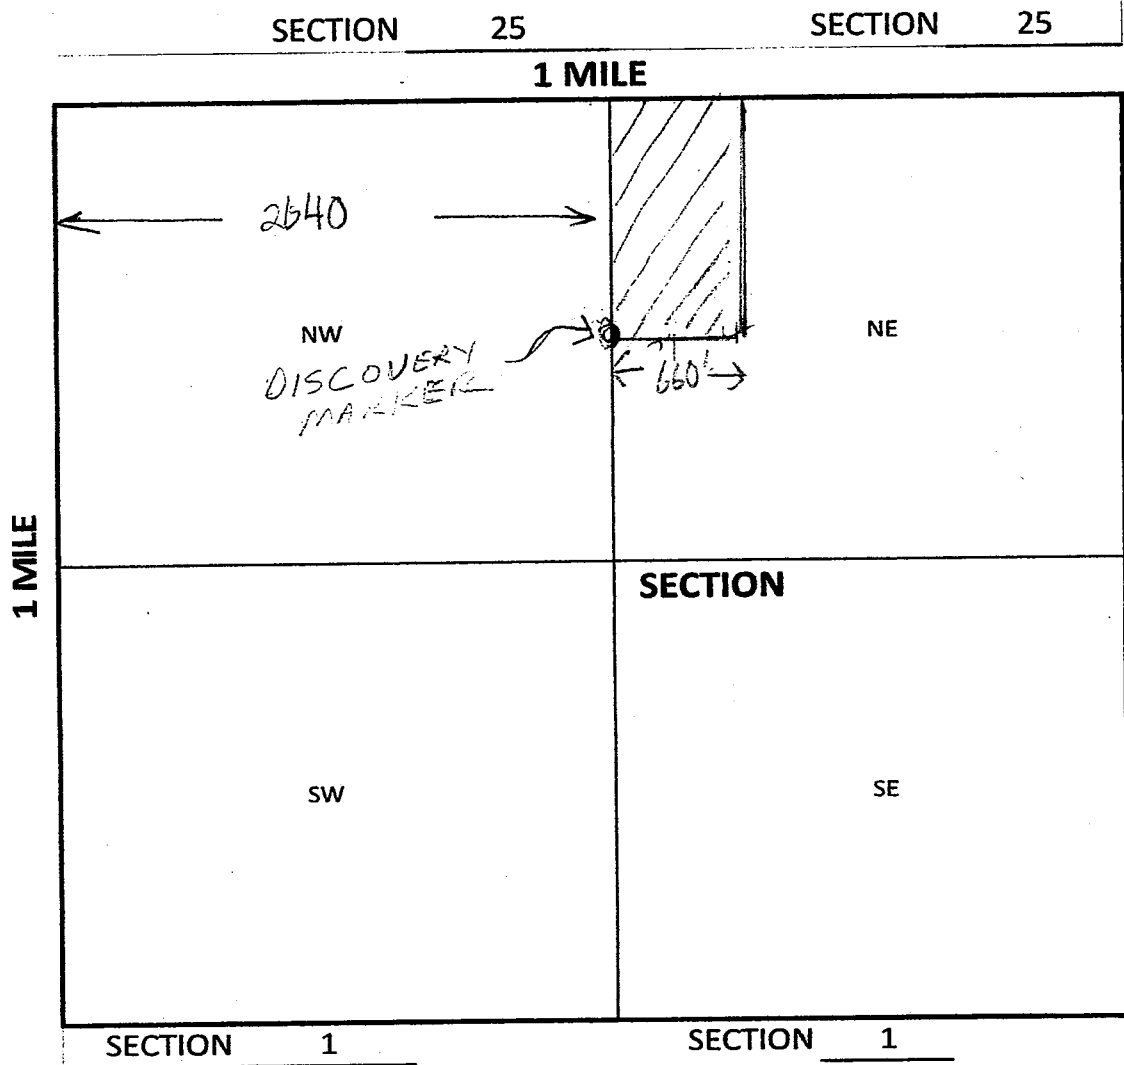 SECTION 25 SECTION 25
1 MILE
2640
NW
NE
DISCOVERY
MARKER
660'
1 MILE
SECTION
SW
SE
SECTION 1 SECTION 1